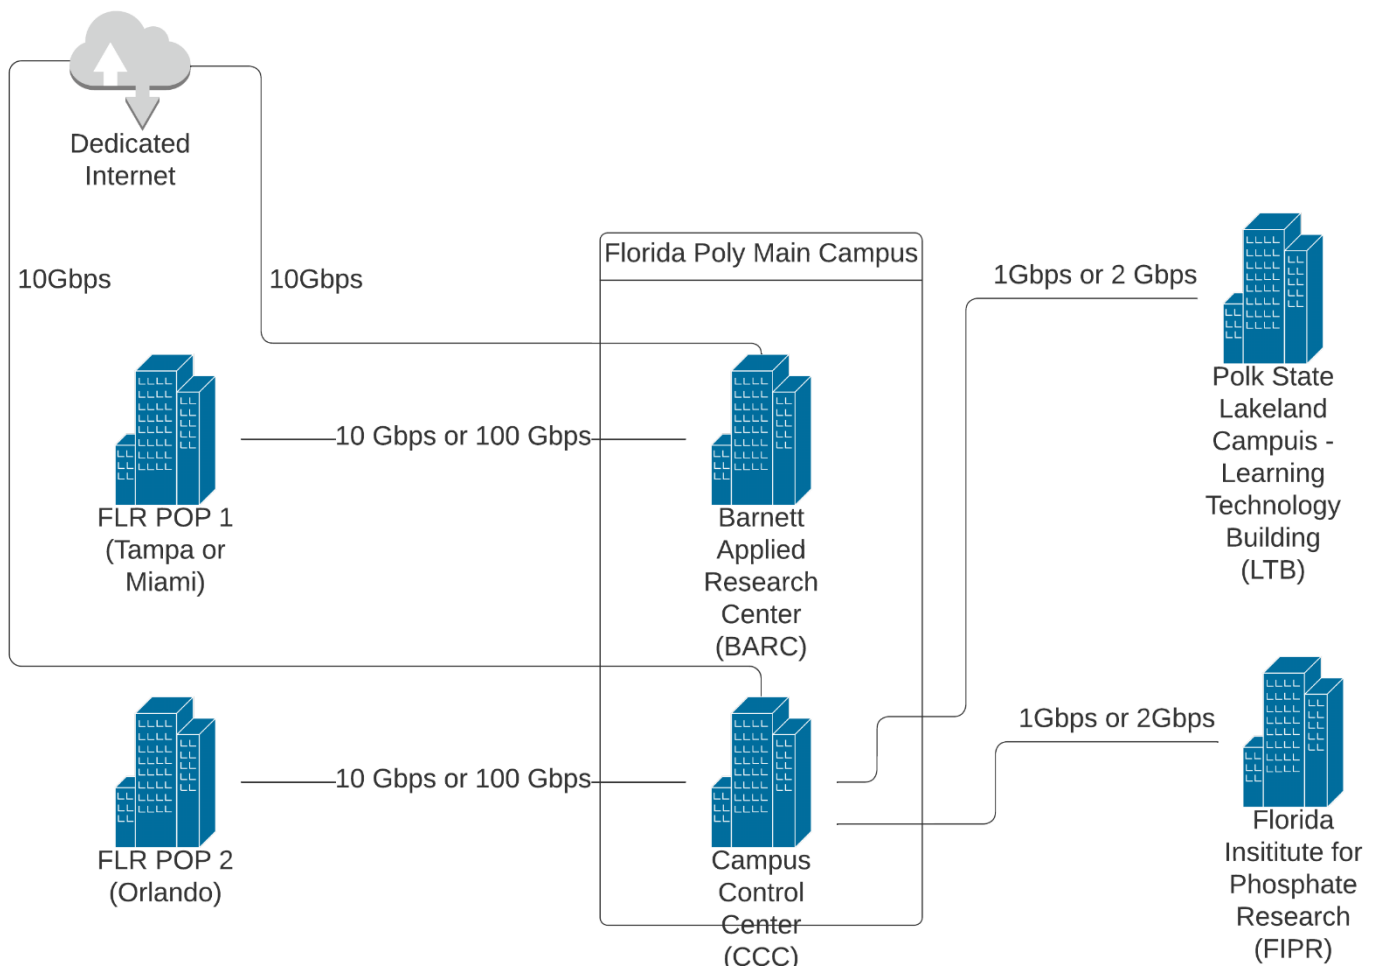 Dedicated
Internet
10Gbps
10Gbps
Florida Poly Main Campus
1Gbps or 2 Gbps
10 Gbps or 100 Gbps
FLR POP 1
(Tampa or
Miami)
Barnett
Applied
Research
Center
(BARC)
Polk State
Lakeland
Campuis -
Learning
Technology
Building
(LTB)
1Gbps or 2Gbps
10 Gbps or 100 Gbps
FLR POP 2
(Orlando)
Campus
Control
Center
(CCC)
Florida
Insititute for
Phosphate
Research
(FIPR)